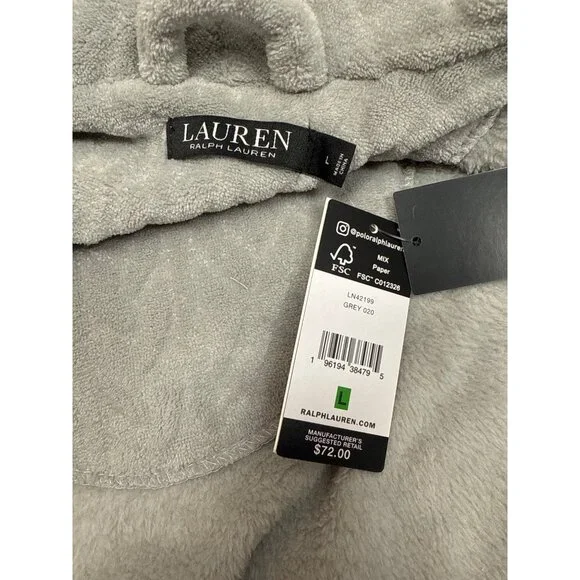 LAUREN
RALPH LAUREN
L
MADE IN
CHINA
@poloralphlauren
FSC
MIX
Paper
FSC™ C012326
LN42199
GREY 020
1 96194 38479 5
L
RALPHLAUREN.COM
MANUFACTURER'S
SUGGESTED RETAIL
$72.00